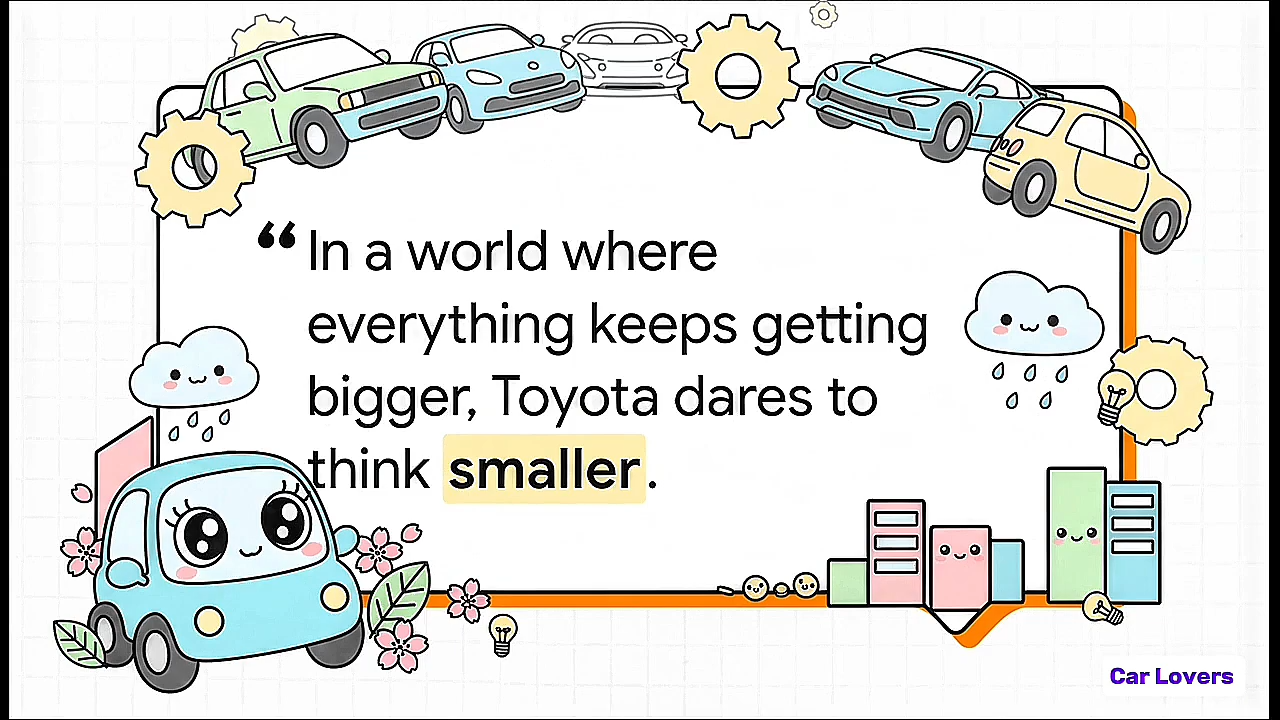 “In a world where
everything keeps getting
bigger, Toyota dares to
think smaller.
Car Lovers